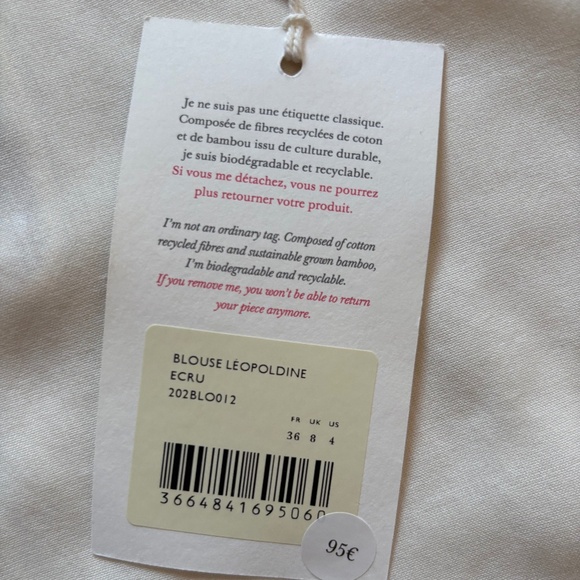 Je ne suis pas une étiquette classique.
Composée de fibres recyclées de coton
et de bambou issu de culture durable,
je suis biodégradable et recyclable.
Si vous me détachez, vous ne pourrez
plus retourner votre produit.
I'm not an ordinary tag. Composed of cotton
recycled fibres and sustainable grown bamboo,
I'm biodegradable and recyclable.
If you remove me, you won't be able to return
your piece anymore.
BLOUSE LÉOPOLDINE
ECRU
202BLO012
FR UK US
36 8 4
3664841695060
95€